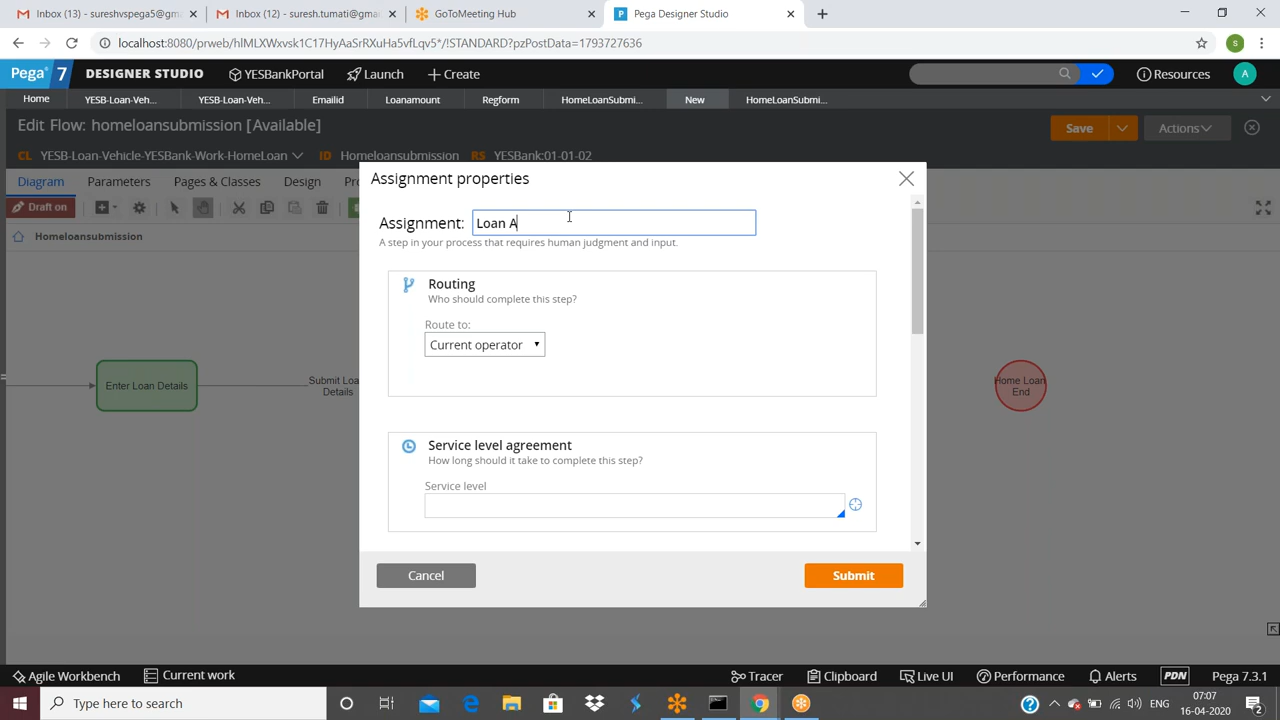 Inbox (13) - sureshvspega5@gm
Inbox (12) - suresh.tumati@gmai
GoToMeeting Hub
Pega Designer Studio
localhost:8080/prweb/hlMLXWxvsk1C17HyAaSrRXuHa5vfLqv5*/!STANDARD?pzPostData=1793727636
S
Pega 7
DESIGNER STUDIO
YESBankPortal
Launch
Create
Resources
A
Home
YESB-Loan-Veh...
YESB-Loan-Veh...
Emailid
Loanamount
Regform
HomeLoanSubmi...
New
HomeLoanSubmi...
Edit Flow: homeloansubmission [Available]
Save
Actions
CL YESB-Loan-Vehicle-YESBank-Work-HomeLoan
ID Homeloansubmission
RS YESBank:01-01-02
Diagram
Parameters
Pages & Classes
Design
Draft on
Homeloansubmission
Enter Loan Details
Submit Loa
Details
Home Loan
End
Assignment properties
Assignment: Loan A
A step in your process that requires human judgment and input.
Routing
Who should complete this step?
Route to:
Current operator
Service level agreement
How long should it take to complete this step?
Service level
Cancel
Submit
Agile Workbench
Current work
Tracer
Clipboard
Live UI
Performance
Alerts
PDN
Pega 7.3.1
Type here to search
ENG
07:07
16-04-2020
2